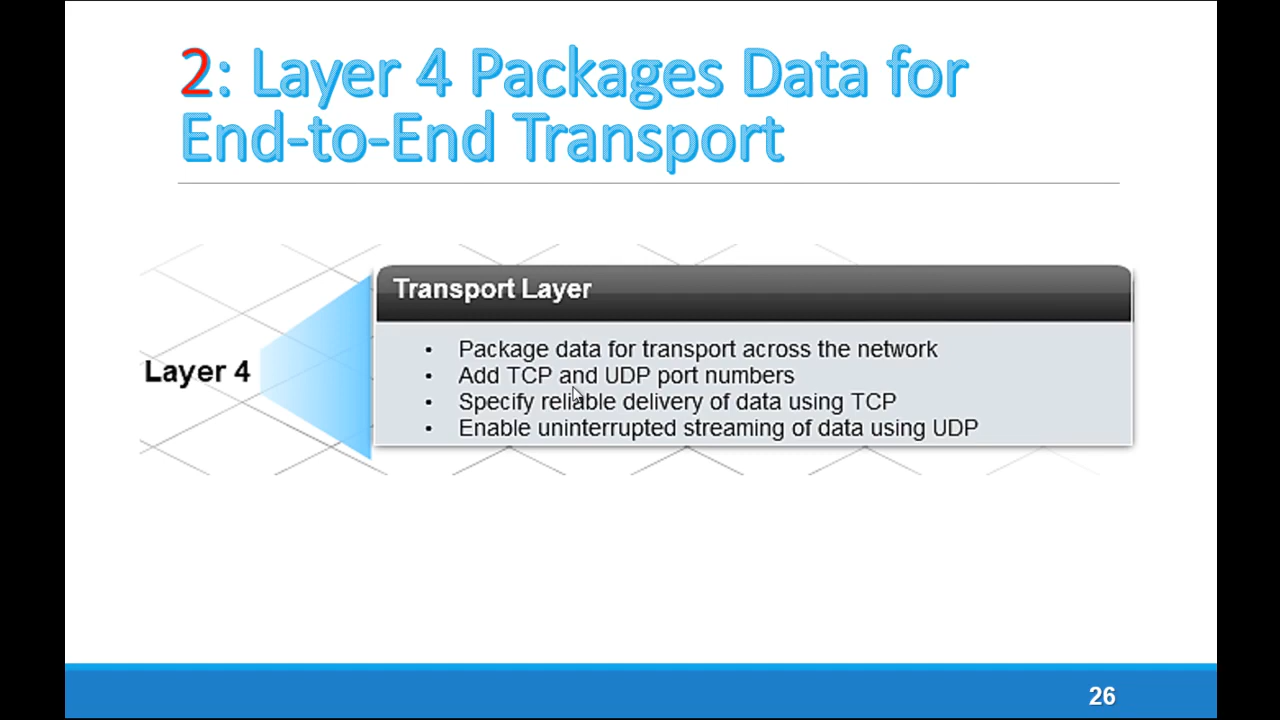 2: Layer 4 Packages Data for
End-to-End Transport
Transport Layer
Layer 4
• Package data for transport across the network
• Add TCP and UDP port numbers
• Specify reliable delivery of data using TCP
• Enable uninterrupted streaming of data using UDP
26